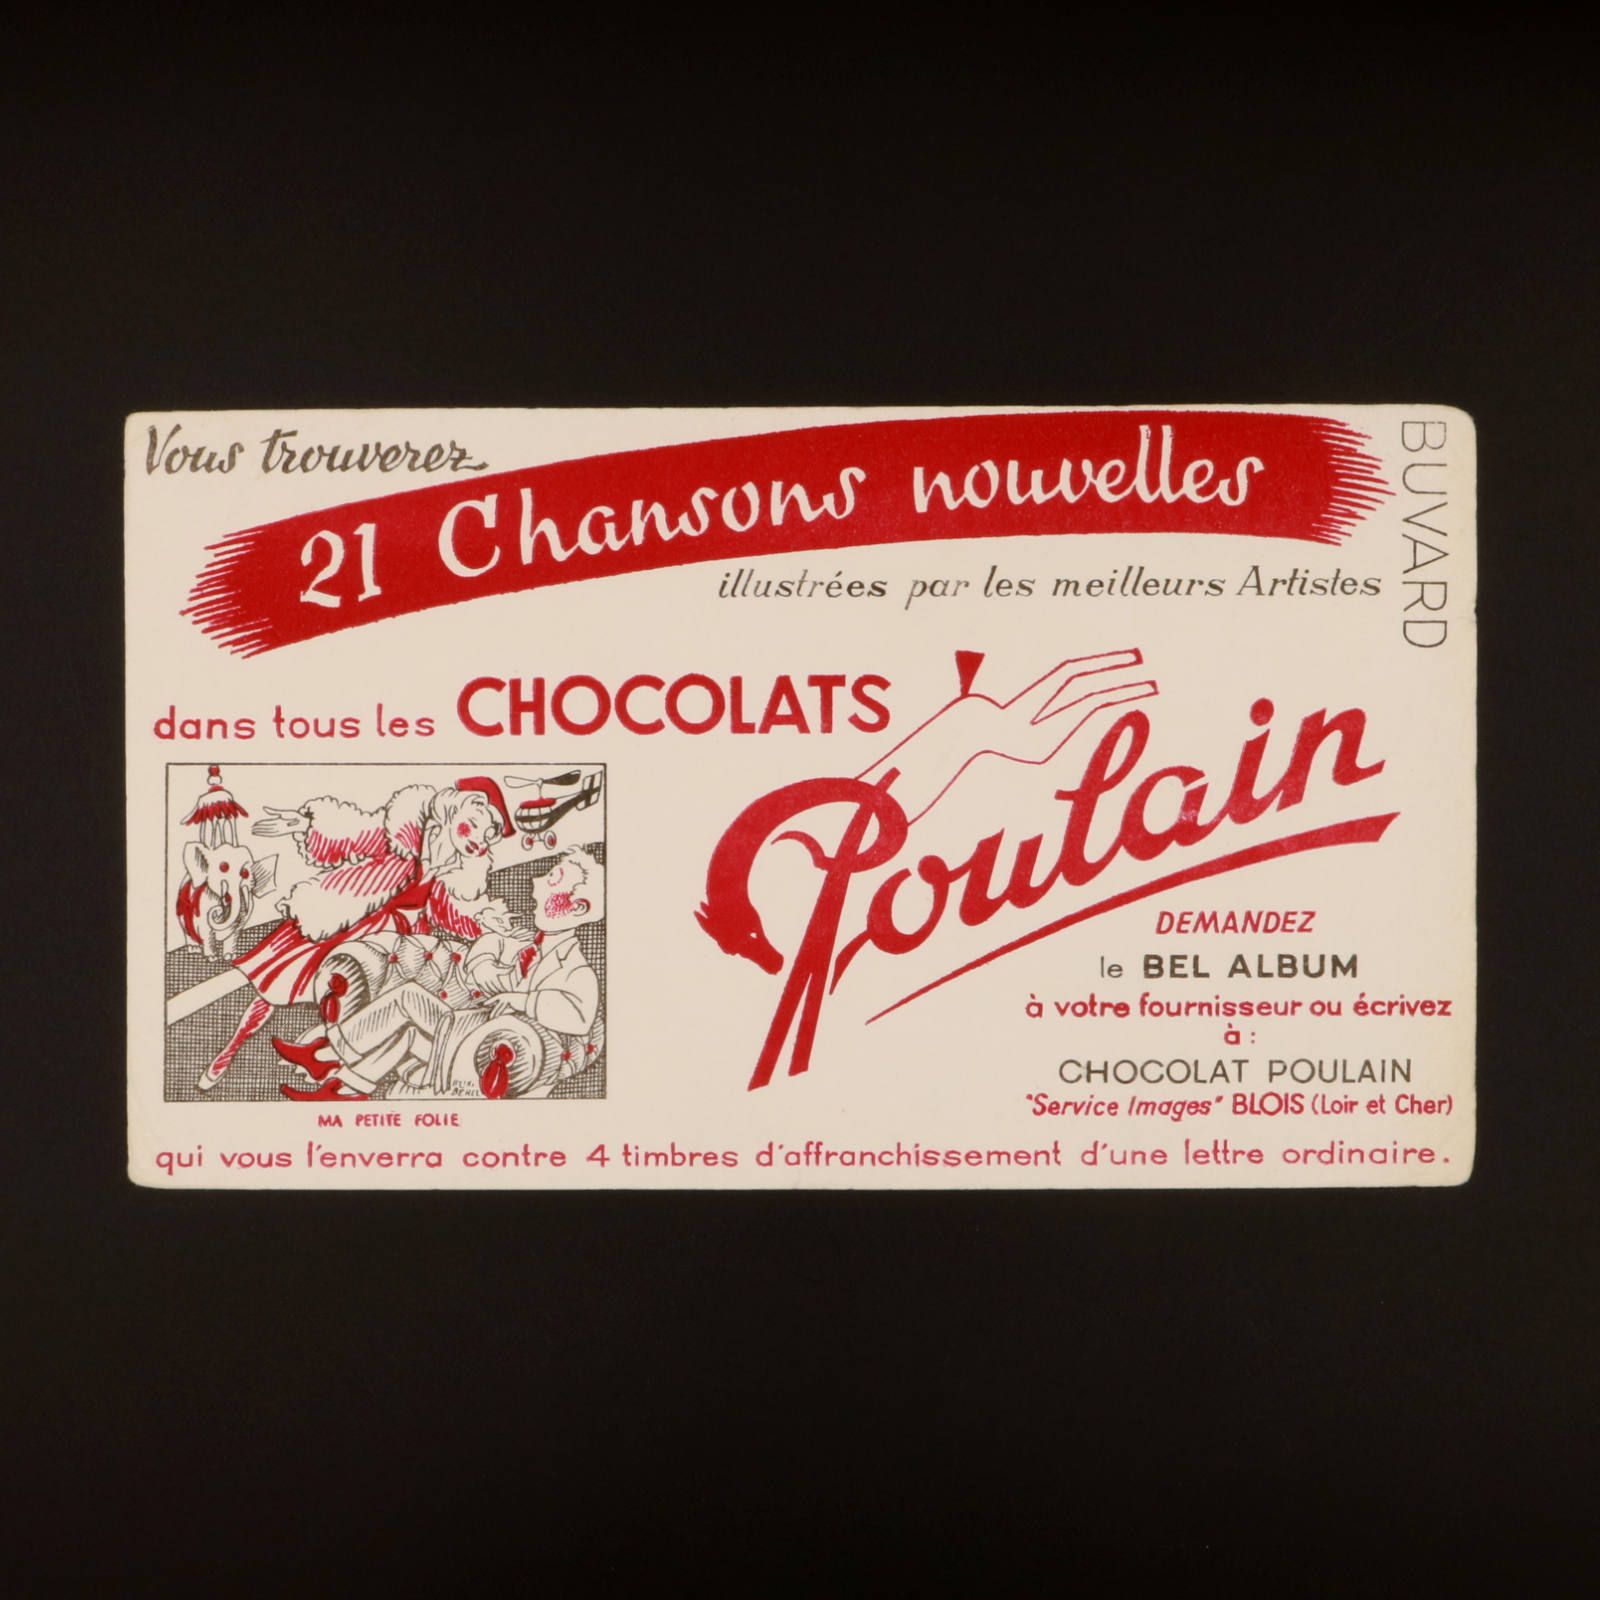 Vous trouverez
21 Chansons nouvelles
illustrées par les meilleurs Artistes
BUVARD
dans tous les CHOCOLATS
Poulain
DEMANDEZ
le BEL ALBUM
à votre fournisseur ou écrivez
à :
CHOCOLAT POULAIN
"Service Images" BLOIS (Loir et Cher)
MA PETITE FOLIE
qui vous l'enverra contre 4 timbres d'affranchissement d'une lettre ordinaire.